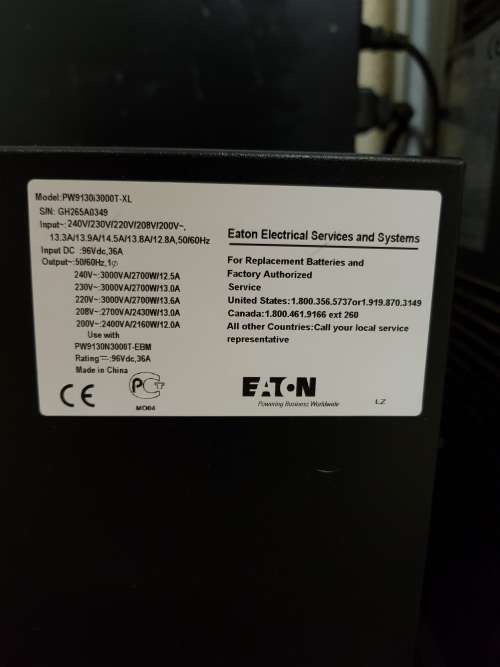 Model:PW9130i3000T-XL
S/N: GH265A0349
Input~: 240V/230V/220V/208V/200V~,
13.3A/13.9A/14.5A/13.8A/12.8A,50/60Hz
Input DC :96Vdc,36A
Output~:50/60Hz,1ϕ
240V~:3000VA/2700W/12.5A
230V~:3000VA/2700W/13.0A
220V~:3000VA/2700W/13.6A
208V~:2700VA/2430W/13.0A
200V~:2400VA/2160W/12.0A
Use with
PW9130N3000T-EBM
Rating⎓:96Vdc,36A
Made in China
CE
PCT
MO04
Eaton Electrical Services and Systems
For Replacement Batteries and
Factory Authorized
Service
United States:1.800.356.5737or1.919.870.3149
Canada:1.800.461.9166 ext 260
All other Countries:Call your local service
representative
EATON
Powering Business Worldwide
LZ